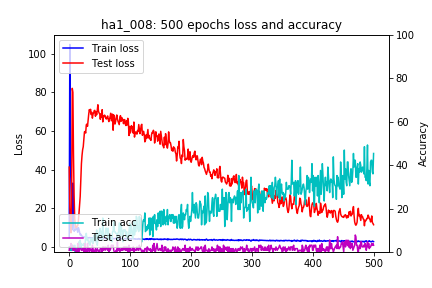 ha1_008: 500 epochs loss and accuracy
Train loss
Test loss
Train acc
Test acc
Loss
Accuracy
100
80
60
40
20
0
100
80
60
40
20
0
0
100
200
300
400
500